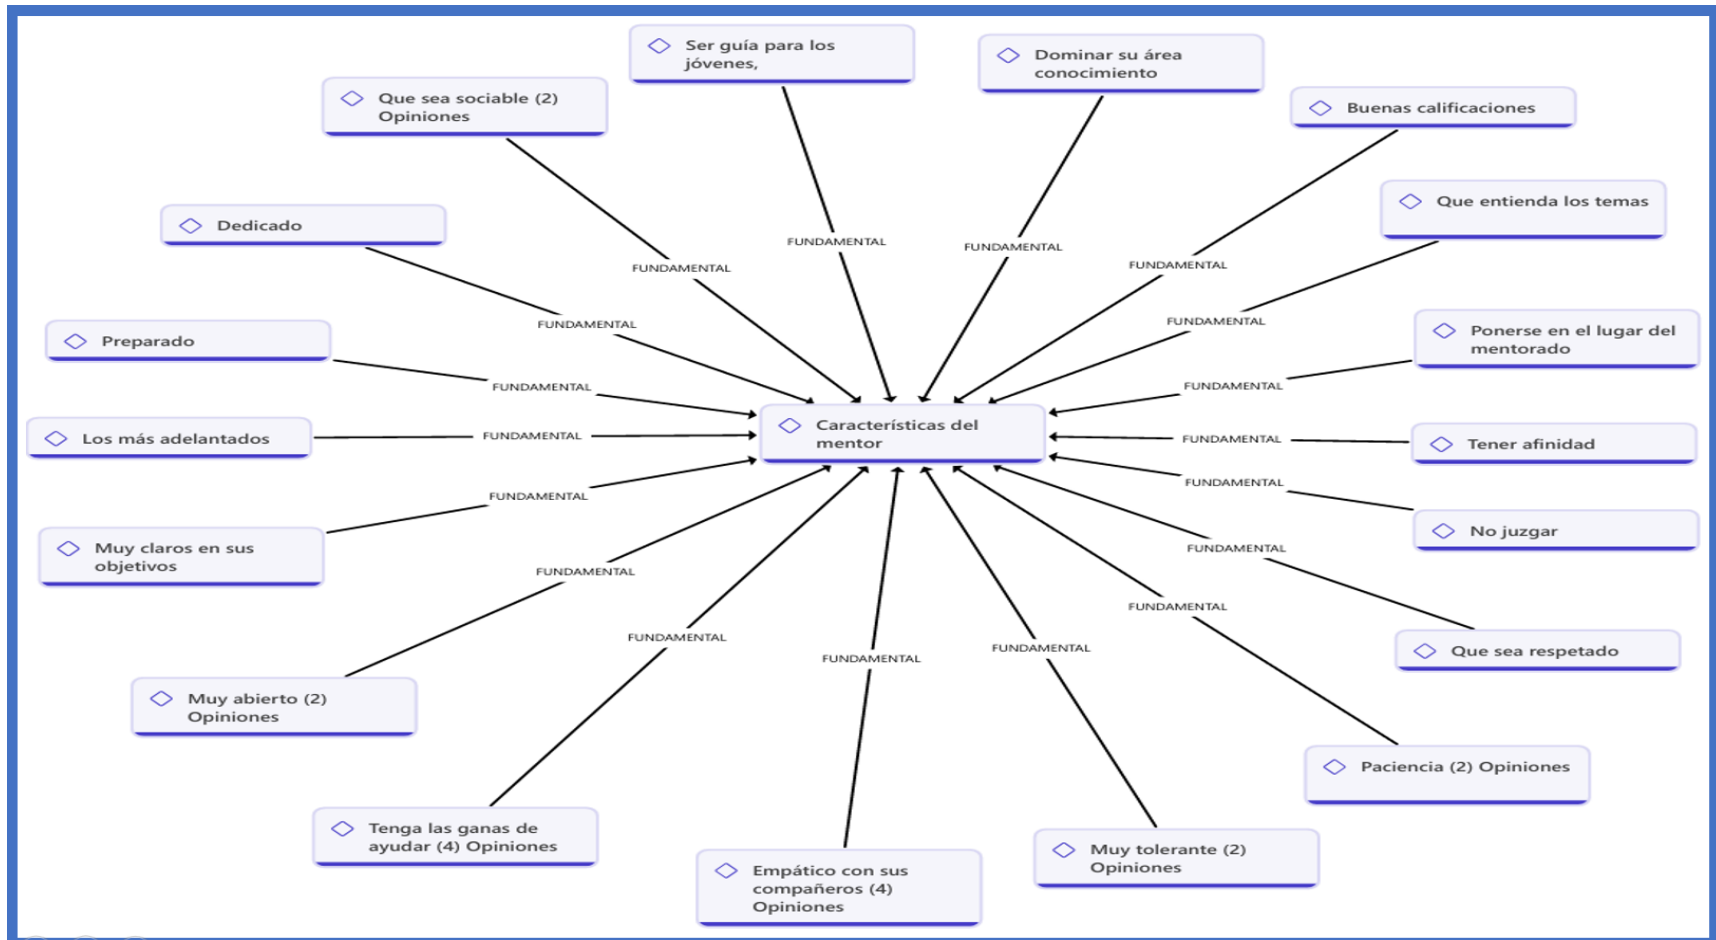 Ser guía para los
jóvenes,
Dominar su área
conocimiento
Que sea sociable (2)
Opiniones
Buenas calificaciones
Que entienda los temas
Dedicado
FUNDAMENTAL
FUNDAMENTAL
FUNDAMENTAL
FUNDAMENTAL
FUNDAMENTAL
FUNDAMENTAL
Preparado
Ponerse en el lugar del
mentorado
FUNDAMENTAL
FUNDAMENTAL
Los más adelantados
FUNDAMENTAL
Características del
mentor
FUNDAMENTAL
Tener afinidad
FUNDAMENTAL
FUNDAMENTAL
No juzgar
Muy claros en sus
objetivos
FUNDAMENTAL
FUNDAMENTAL
FUNDAMENTAL
FUNDAMENTAL
FUNDAMENTAL
FUNDAMENTAL
Que sea respetado
Muy abierto (2)
Opiniones
Paciencia (2) Opiniones
Tenga las ganas de
ayudar (4) Opiniones
Muy tolerante (2)
Opiniones
Empático con sus
compañeros (4)
Opiniones